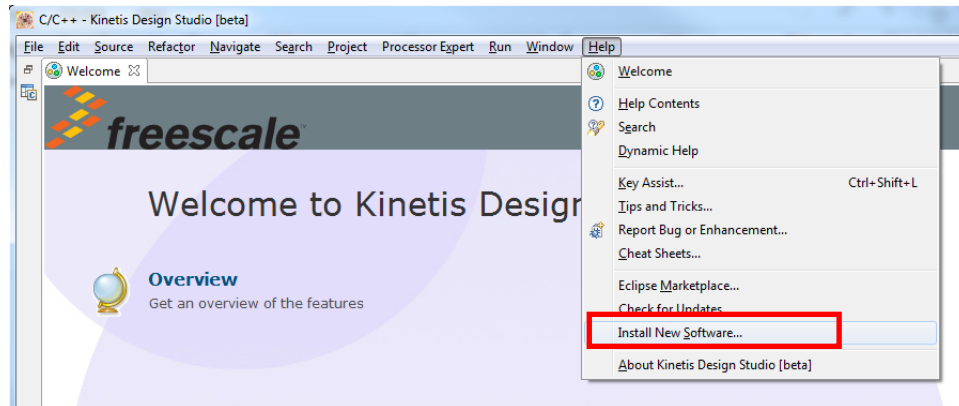 C/C++ - Kinetis Design Studio [beta]
File Edit Source Refactor Navigate Search Project Processor Expert Run Window Help
Welcome
freescale™
Welcome to Kinetis Design
Overview
Get an overview of the features
Welcome
Help Contents
Search
Dynamic Help
Key Assist... Ctrl+Shift+L
Tips and Tricks...
Report Bug or Enhancement...
Cheat Sheets...
Eclipse Marketplace...
Check for Updates
Install New Software...
About Kinetis Design Studio [beta]